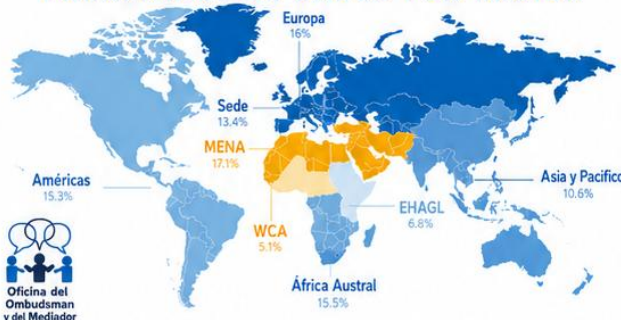 Europa
16%
Sede
13.4%
MENA
17.1%
Américas
15.3%
Asia y Pacífico
10.6%
EHAGL
6.8%
WCA
5.1%
África Austral
15.5%
Oficina del
Ombudsman
y del Mediador